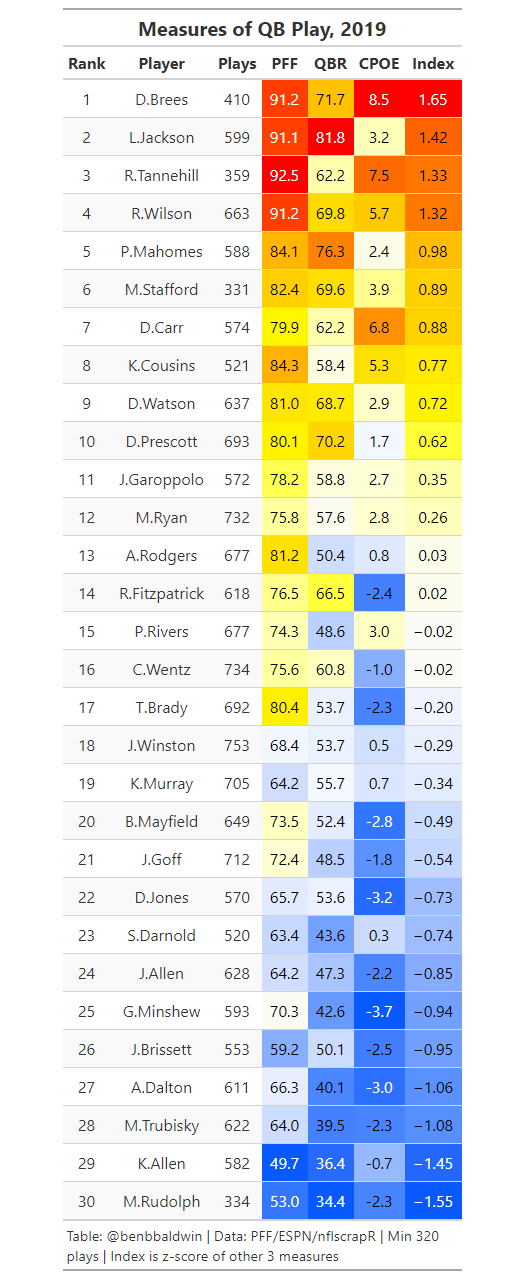 Measures of QB Play, 2019
Rank Player Plays PFF QBR CPOE Index
1 D.Brees 410 91.2 71.7 8.5 1.65
2 L.Jackson 599 91.1 81.8 3.2 1.42
3 R.Tannehill 359 92.5 62.2 7.5 1.33
4 R.Wilson 663 91.2 69.8 5.7 1.32
5 P.Mahomes 588 84.1 76.3 2.4 0.98
6 M.Stafford 331 82.4 69.6 3.9 0.89
7 D.Carr 574 79.9 62.2 6.8 0.88
8 K.Cousins 521 84.3 58.4 5.3 0.77
9 D.Watson 637 81.0 68.7 2.9 0.72
10 D.Prescott 693 80.1 70.2 1.7 0.62
11 J.Garoppolo 572 78.2 58.8 2.7 0.35
12 M.Ryan 732 75.8 57.6 2.8 0.26
13 A.Rodgers 677 81.2 50.4 0.8 0.03
14 R.Fitzpatrick 618 76.5 66.5 -2.4 0.02
15 P.Rivers 677 74.3 48.6 3.0 −0.02
16 C.Wentz 734 75.6 60.8 -1.0 −0.02
17 T.Brady 692 80.4 53.7 -2.3 −0.20
18 J.Winston 753 68.4 53.7 0.5 −0.29
19 K.Murray 705 64.2 55.7 0.7 −0.34
20 B.Mayfield 649 73.5 52.4 -2.8 −0.49
21 J.Goff 712 72.4 48.5 -1.8 −0.54
22 D.Jones 570 65.7 53.6 -3.2 −0.73
23 S.Darnold 520 63.4 43.6 0.3 −0.74
24 J.Allen 628 64.2 47.3 -2.2 −0.85
25 G.Minshew 593 70.3 42.6 -3.7 −0.94
26 J.Brissett 553 59.2 50.1 -2.5 −0.95
27 A.Dalton 611 66.3 40.1 -3.0 −1.06
28 M.Trubisky 622 64.0 39.5 -2.3 −1.08
29 K.Allen 582 49.7 36.4 -0.7 −1.45
30 M.Rudolph 334 53.0 34.4 -2.3 −1.55
Table: @benbbaldwin | Data: PFF/ESPN/nflscrapR | Min 320
plays | Index is z-score of other 3 measures